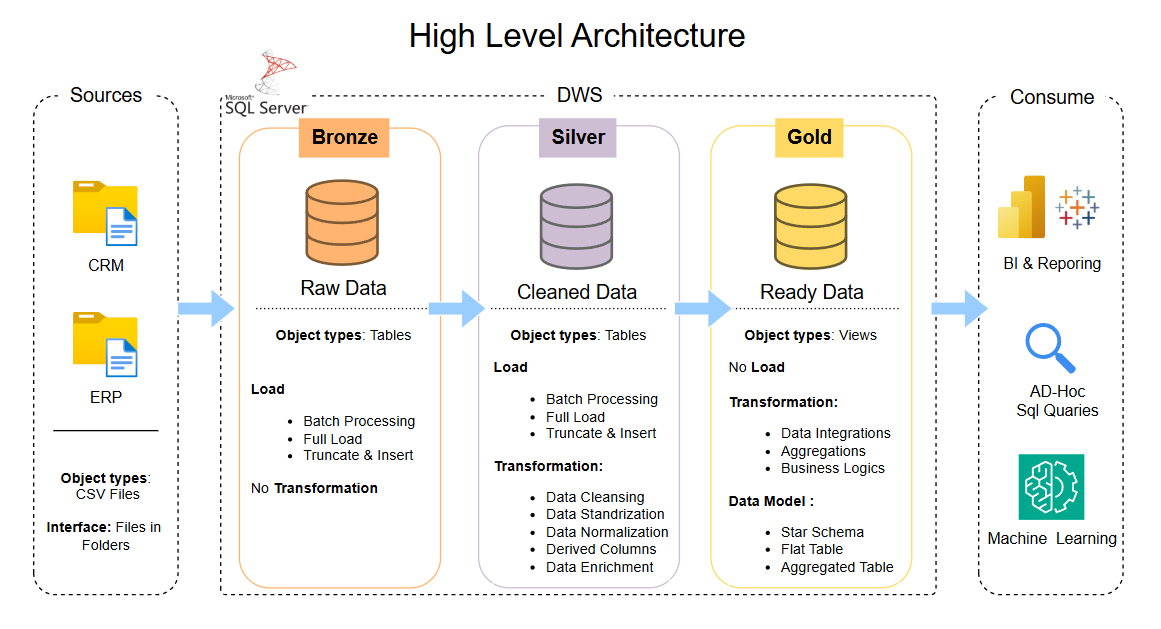 High Level Architecture
Sources
CRM
ERP
Object types:
CSV Files
Interface: Files in
Folders
Microsoft®
SQL Server
DWS
Bronze
Raw Data
Object types: Tables
Load
Batch Processing
Full Load
Truncate & Insert
No Transformation
Silver
Cleaned Data
Object types: Tables
Load
Batch Processing
Full Load
Truncate & Insert
Transformation:
Data Cleansing
Data Standrization
Data Normalization
Derived Columns
Data Enrichment
Gold
Ready Data
Object types: Views
No Load
Transformation:
Data Integrations
Aggregations
Business Logics
Data Model :
Star Schema
Flat Table
Aggregated Table
Consume
BI & Reporing
AD-Hoc
Sql Quaries
Machine Learning